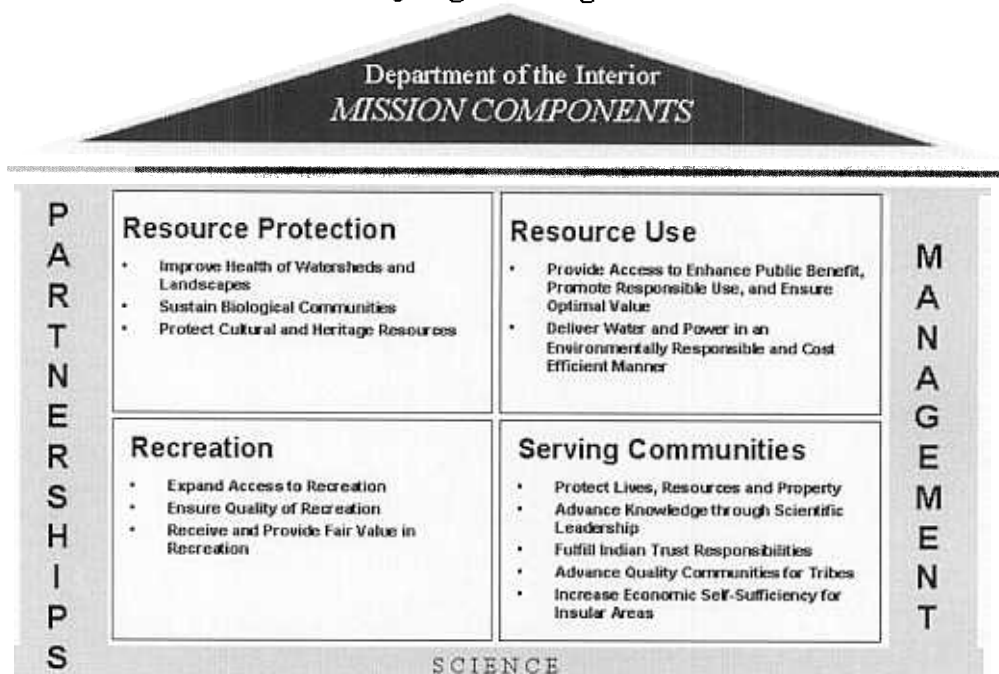 Department of the Interior
MISSION COMPONENTS
PARTNERSHIPS
Resource Protection
• Improve Health of Watersheds and
Landscapes
• Sustain Biological Communities
• Protect Cultural and Heritage Resources
Resource Use
• Provide Access to Enhance Public Benefit,
Promote Responsible Use, and Ensure
Optimal Value
• Deliver Water and Power in an
Environmentally Responsible and Cost
Efficient Manner
Recreation
• Expand Access to Recreation
• Ensure Quality of Recreation
• Receive and Provide Fair Value in
Recreation
Serving Communities
• Protect Lives, Resources and Property
• Advance Knowledge through Scientific
Leadership
• Fulfill Indian Trust Responsibilities
• Advance Quality Communities for Tribes
• Increase Economic Self-Sufficiency for
Insular Areas
MANAGEMENT
SCIENCE